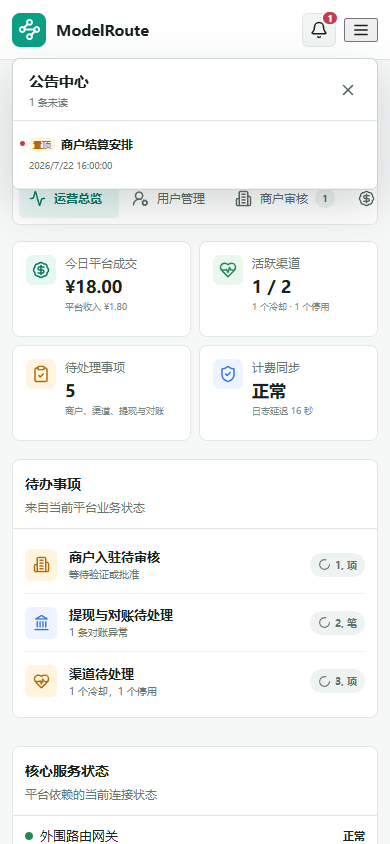 ModelRoute
1
公告中心
1 条未读
置顶 商户结算安排
2026/7/22 16:00:00
运营总览 用户管理 商户审核 1
今日平台成交
¥18.00
平台收入 ¥1.80
活跃渠道
1 / 2
1 个冷却 · 1 个停用
待处理事项
5
商户、渠道、提现与对账
计费同步
正常
日志延迟 16 秒
待办事项
来自当前平台业务状态
商户入驻待审核
等待验证或批准
1, 项
提现与对账待处理
1 条对账异常
2, 笔
渠道待处理
1 个冷却，1 个停用
3, 项
核心服务状态
平台依赖的当前连接状态
外围路由网关 正常